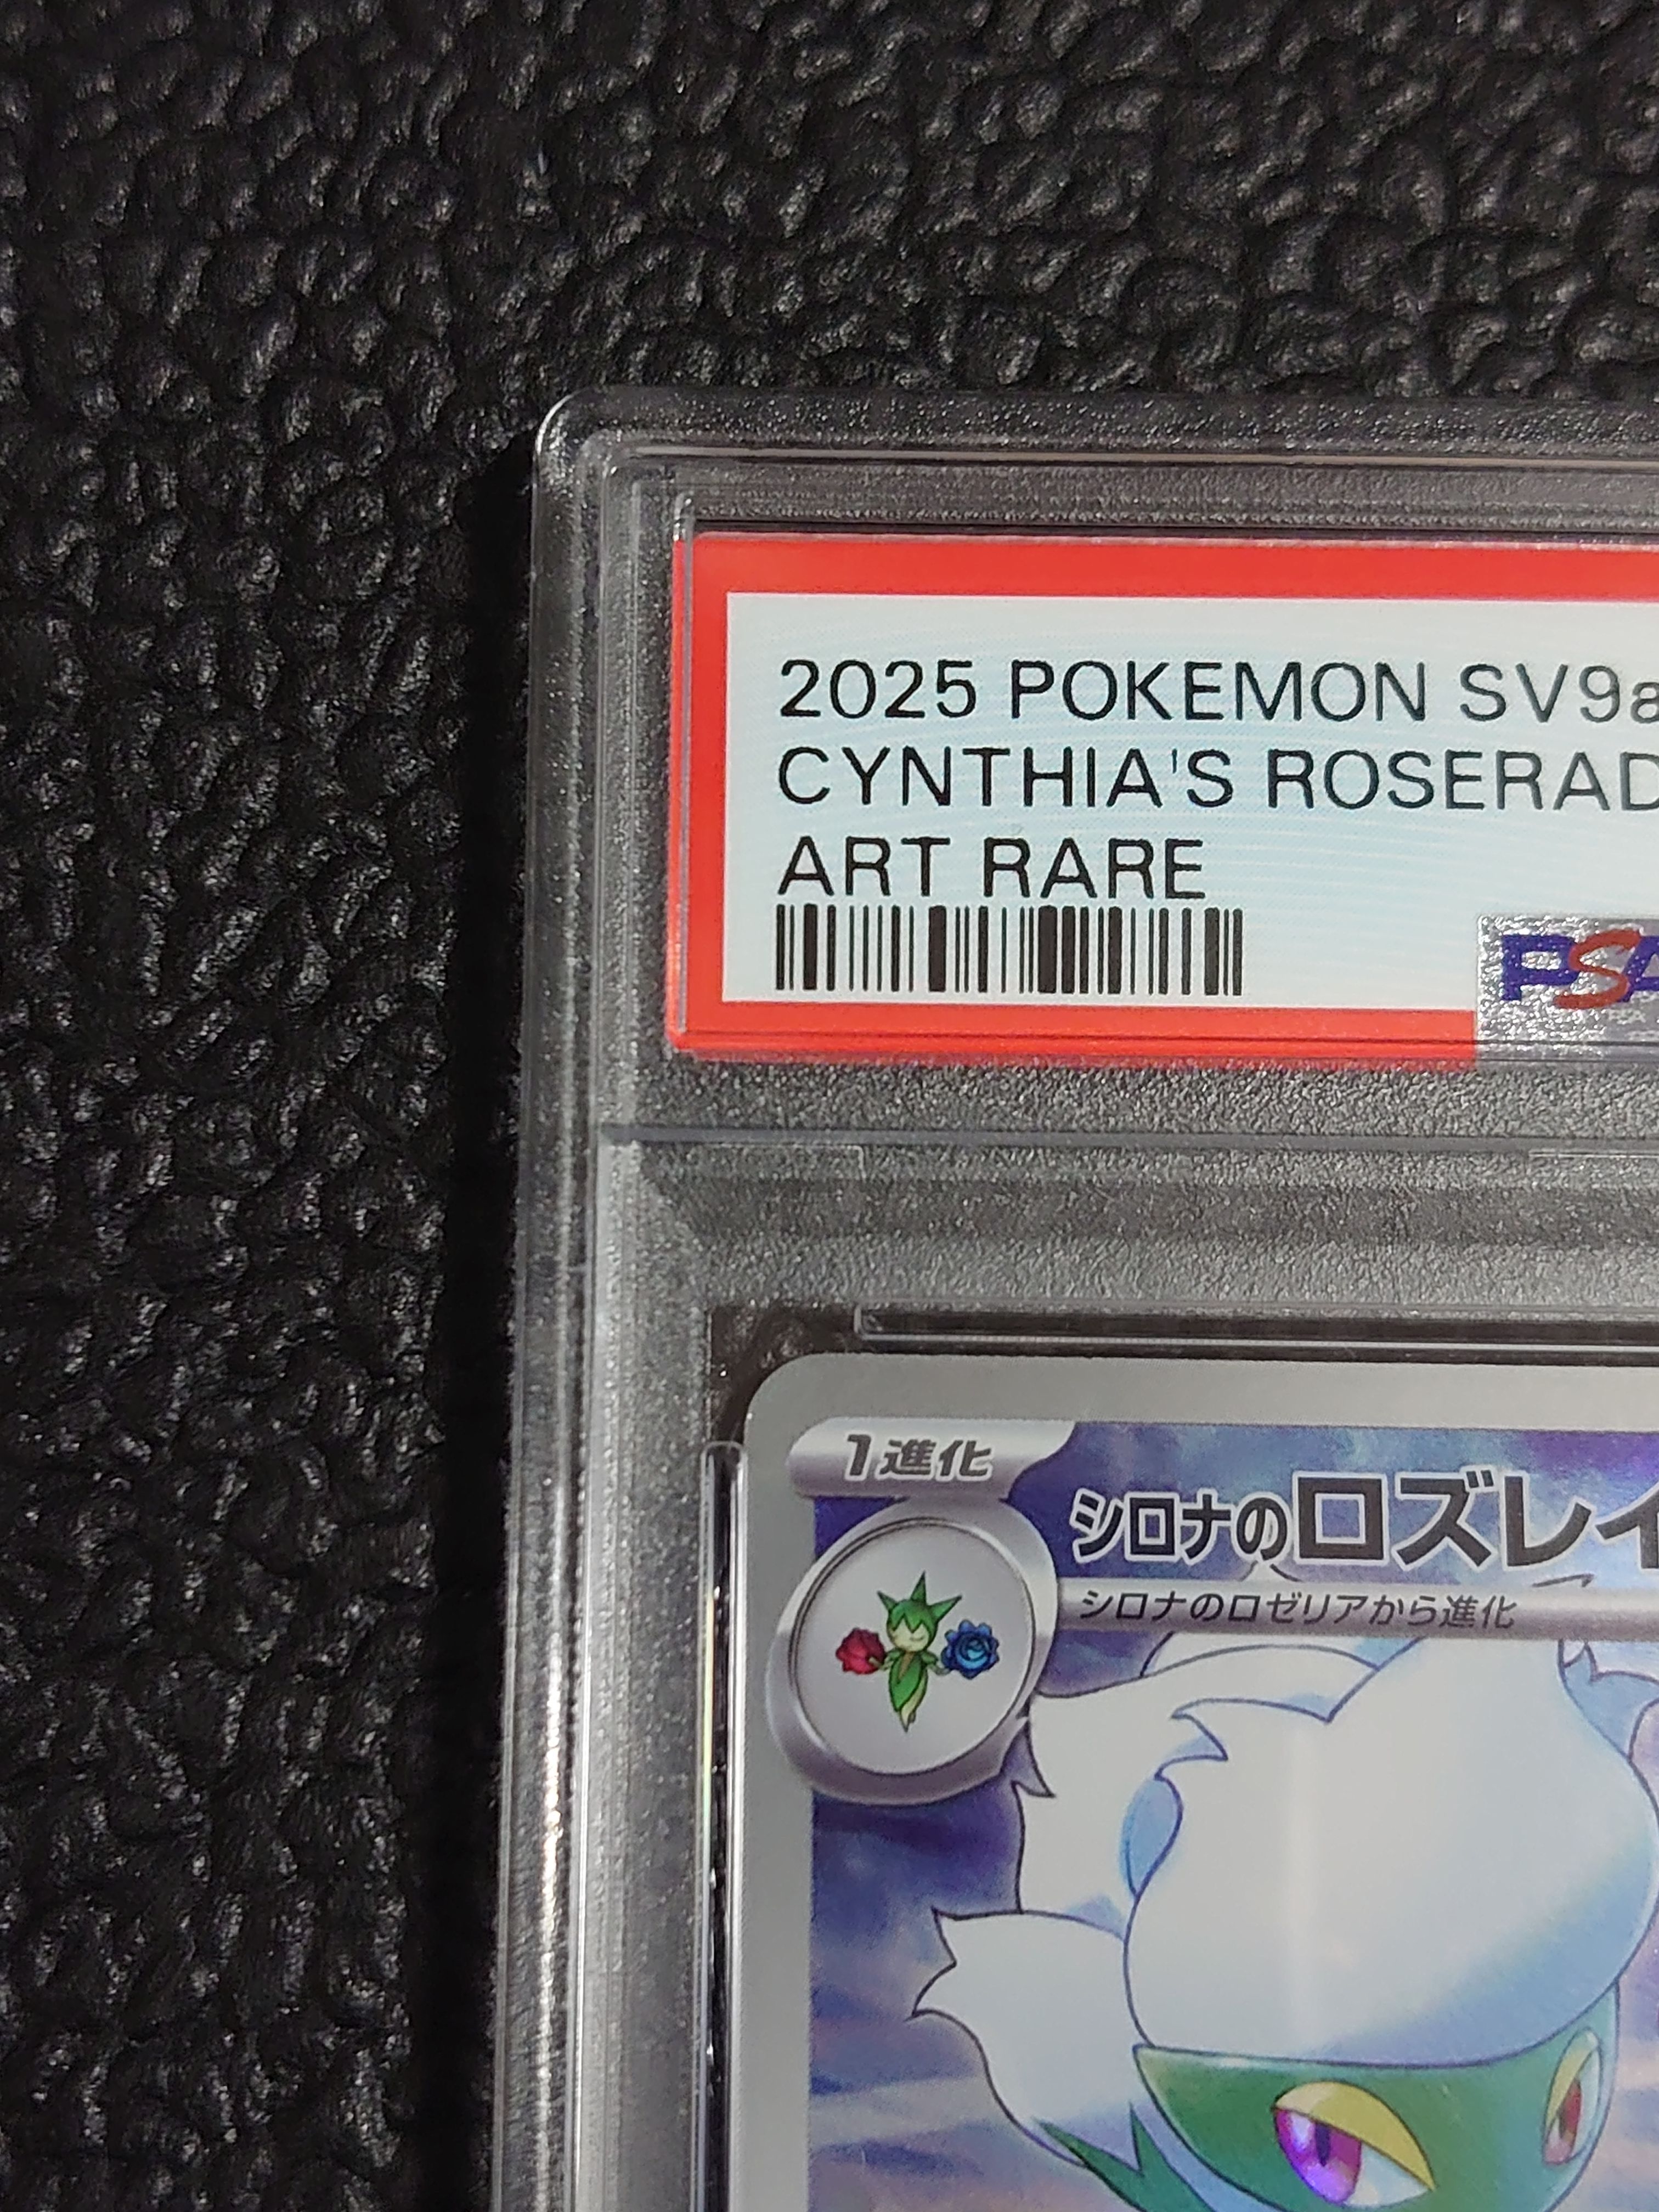 2025 POKEMON SV9a
CYNTHIA'S ROSERAD
ART RARE
PSA
1進化
シロナのロズレイ
シロナのロゼリアから進化